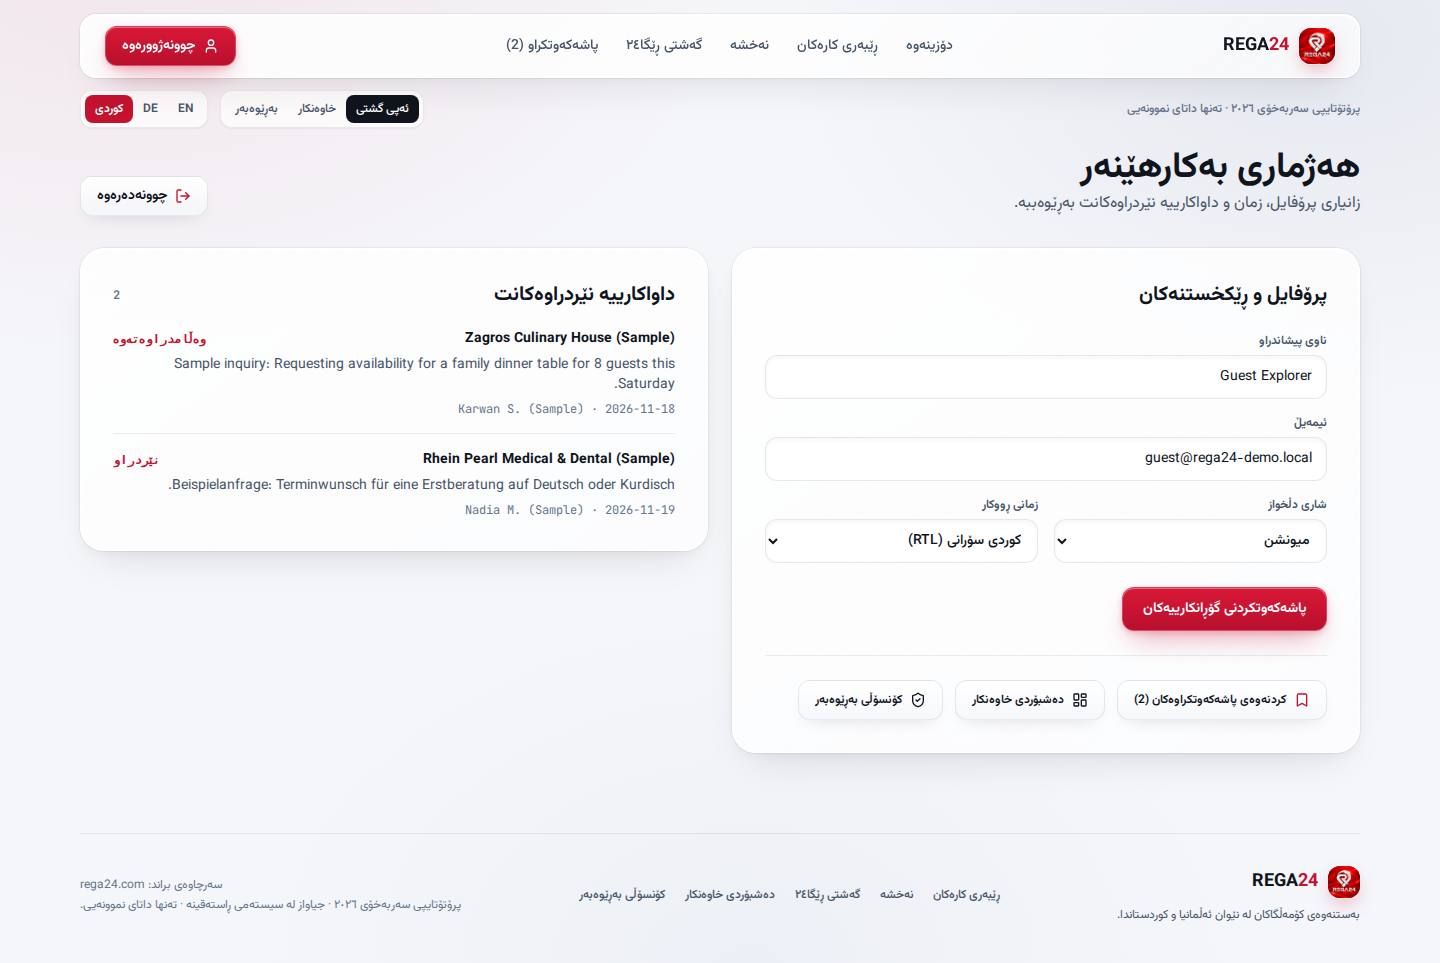 REGA24
دۆزینەوە
ڕێبەری کارەکان
نەخشە
گەشتی ڕێگا٢٤
پاشەکەوتکراو (2)
چوونەژوورەوە
پرۆتۆتایپی سەربەخۆی ٢٠٢٦ · تەنها داتای نموونەیی
ئەپی گشتی
خاوەنکار
بەڕێوەبەر
EN
DE
کوردی
هەژماری بەکارهێنەر
زانیاری پرۆفایل، زمان و داواکارییە نێردراوەکانت بەڕێوەببە.
چوونەدەرەوە
پرۆفایل و ڕێکخستنەکان
ناوی پیشاندراو
Guest Explorer
ئیمەیڵ
guest@rega24-demo.local
شاری دڵخواز
زمانی ڕووکار
میونشن
کوردی سۆرانی (RTL)
پاشەکەوتکردنی گۆڕانکارییەکان
کردنەوەی پاشەکەوتکراوەکان (2)
دەشبۆردی خاوەنکار
کۆنسۆڵی بەڕێوەبەر
داواکارییە نێردراوەکانت
2
Zagros Culinary House (Sample)
وەڵامدراوەتەوە
Sample inquiry: Requesting availability for a family dinner table for 8 guests this
Saturday.
Karwan S. (Sample) · 2026-11-18
Rhein Pearl Medical & Dental (Sample)
نێردراو
Beispielanfrage: Terminwunsch für eine Erstberatung auf Deutsch oder Kurdisch.
Nadia M. (Sample) · 2026-11-19
REGA24
بەستنەوەی کۆمەڵگاکان لە نێوان ئەڵمانیا و کوردستاندا.
ڕێبەری کارەکان
نەخشە
گەشتی ڕێگا٢٤
دەشبۆردی خاوەنکار
کۆنسۆڵی بەڕێوەبەر
سەرچاوەی براند: rega24.com
پرۆتۆتایپی سەربەخۆی ٢٠٢٦ · جیاواز لە سیستەمی ڕاستەقینە · تەنها داتای نموونەیی.